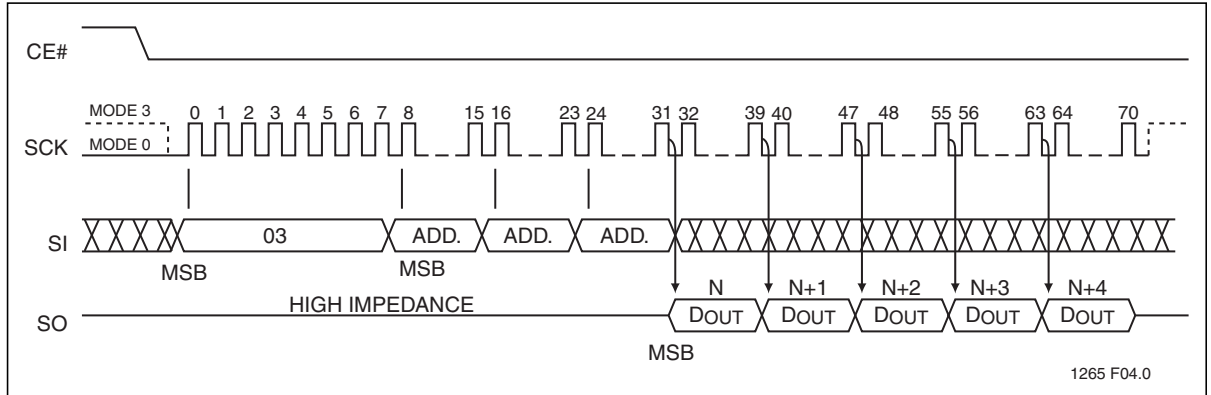 CE#
MODE 3 0 1 2 3 4 5 6 7 8 15 16 23 24 31 32 39 40 47 48 55 56 63 64 70
SCK MODE 0
SI 03 ADD. ADD. ADD.
MSB MSB
HIGH IMPEDANCE N N+1 N+2 N+3 N+4
SO DOUT DOUT DOUT DOUT DOUT
MSB
1265 F04.0